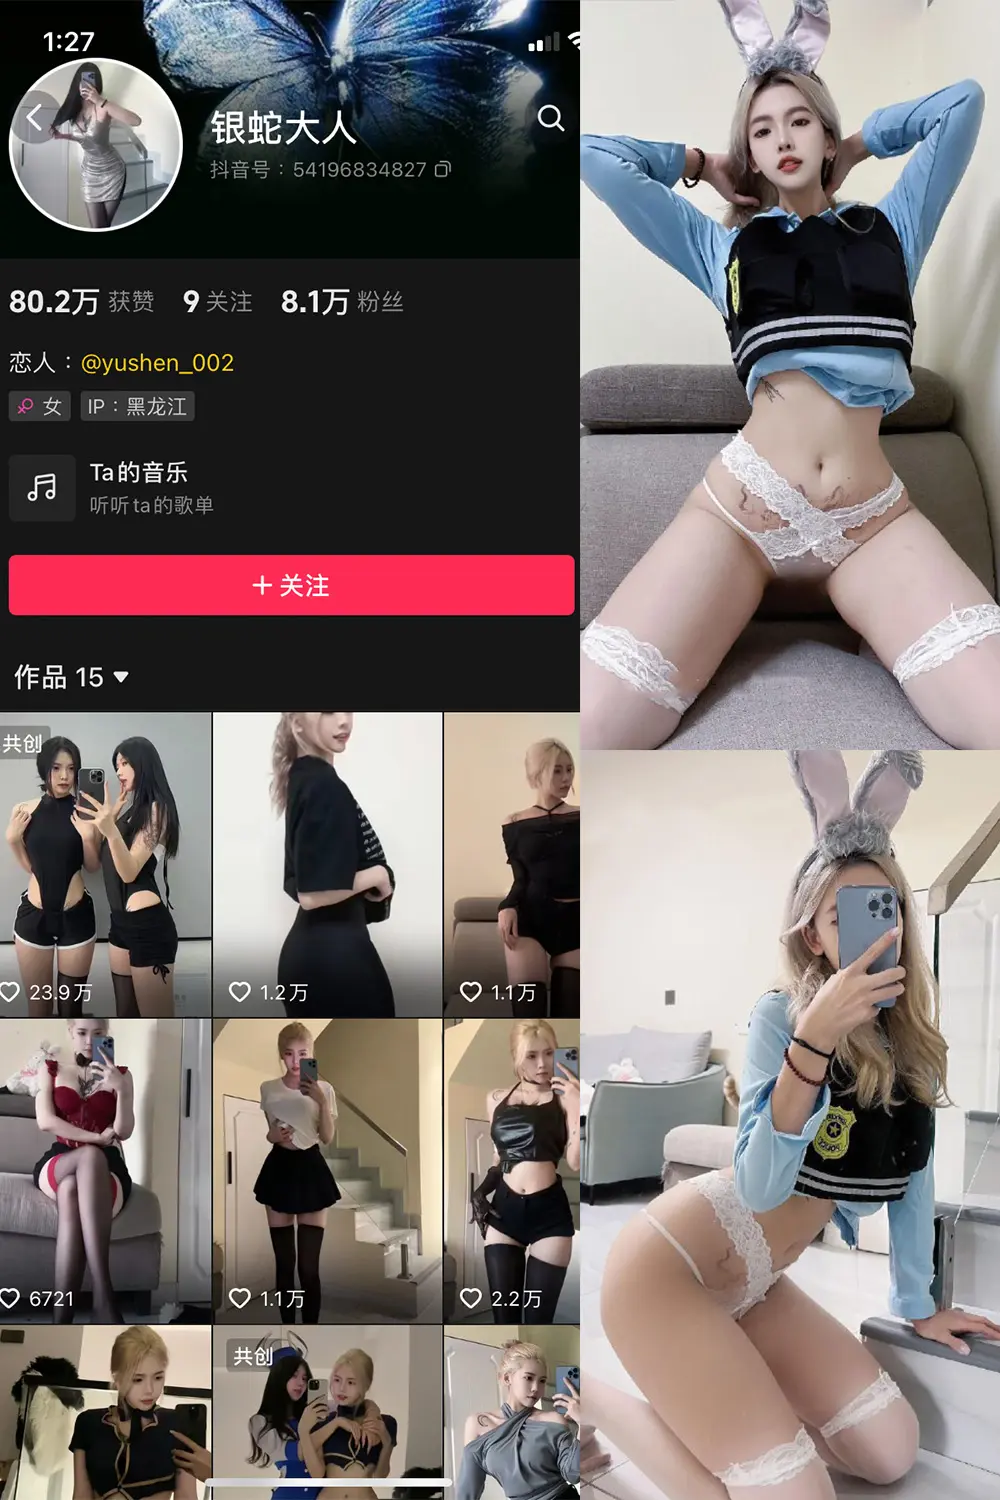 1:27
银蛇大人
抖音号：54196834827
80.2万 获赞 9 关注 8.1万 粉丝
恋人：@yushen_002
女 IP：黑龙江
Ta的音乐
听听ta的歌单
+ 关注
作品 15
共创
23.9万 1.2万 1.1万
6721 1.1万 2.2万
共创